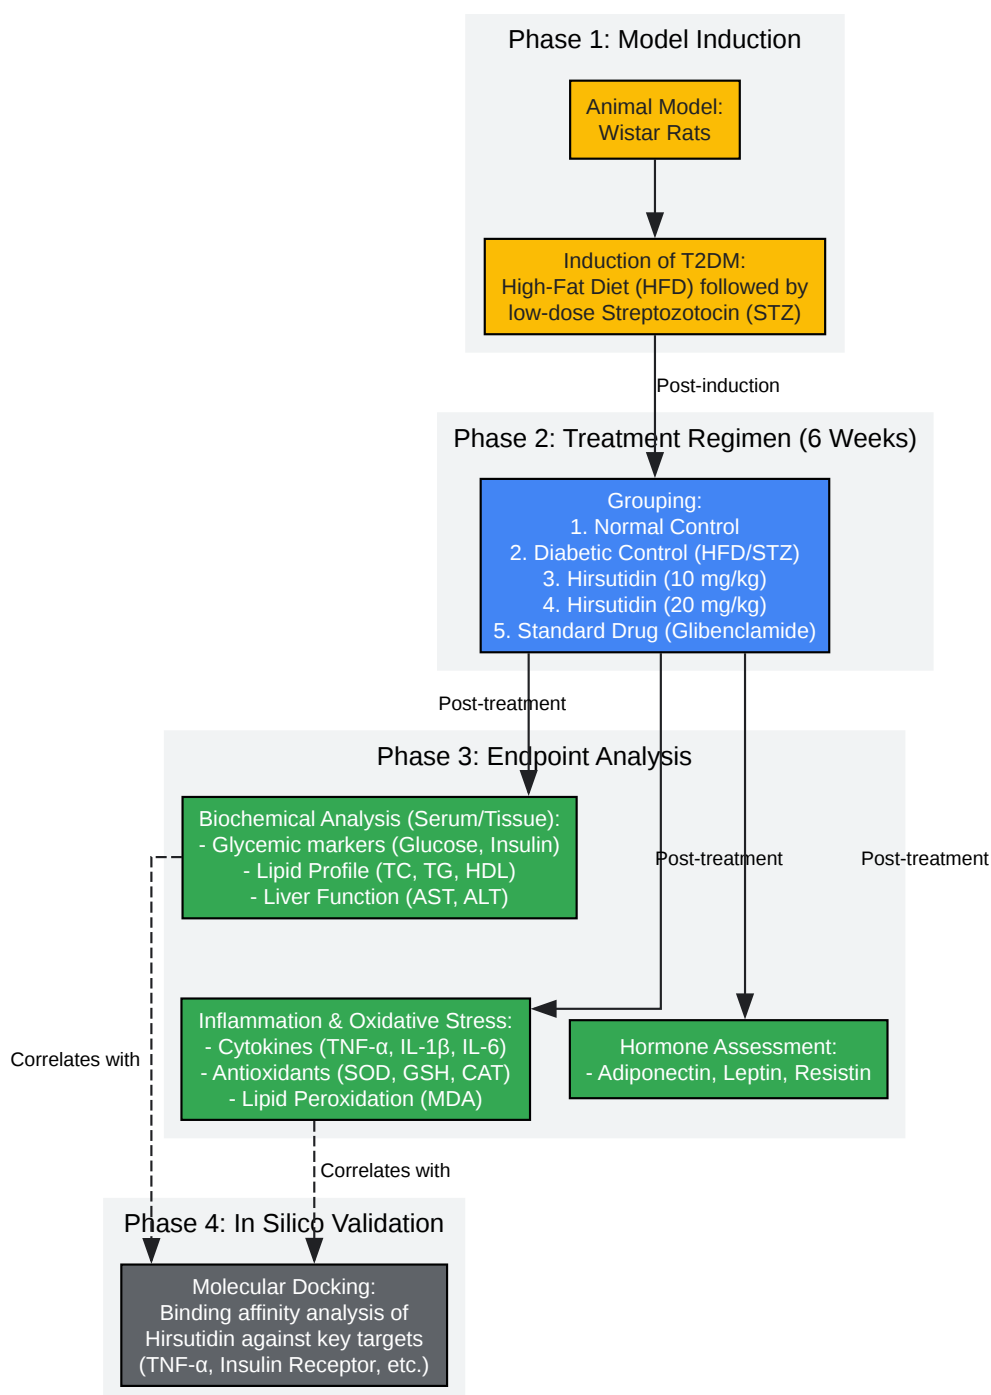 Phase 1: Model Induction
Animal Model:
Wistar Rats
Induction of T2DM:
High-Fat Diet (HFD) followed by
low-dose Streptozotocin (STZ)
Post-induction
Phase 2: Treatment Regimen (6 Weeks)
Grouping:
1. Normal Control
2. Diabetic Control (HFD/STZ)
3. Hirsutidin (10 mg/kg)
4. Hirsutidin (20 mg/kg)
5. Standard Drug (Glibenclamide)
Post-treatment
Phase 3: Endpoint Analysis
Biochemical Analysis (Serum/Tissue):
- Glycemic markers (Glucose, Insulin)
- Lipid Profile (TC, TG, HDL)
- Liver Function (AST, ALT)
Post-treatment
Post-treatment
Inflammation & Oxidative Stress:
- Cytokines (TNF-α, IL-1β, IL-6)
- Antioxidants (SOD, GSH, CAT)
- Lipid Peroxidation (MDA)
Hormone Assessment:
- Adiponectin, Leptin, Resistin
Correlates with
Correlates with
Phase 4: In Silico Validation
Molecular Docking:
Binding affinity analysis of
Hirsutidin against key targets
(TNF-α, Insulin Receptor, etc.)